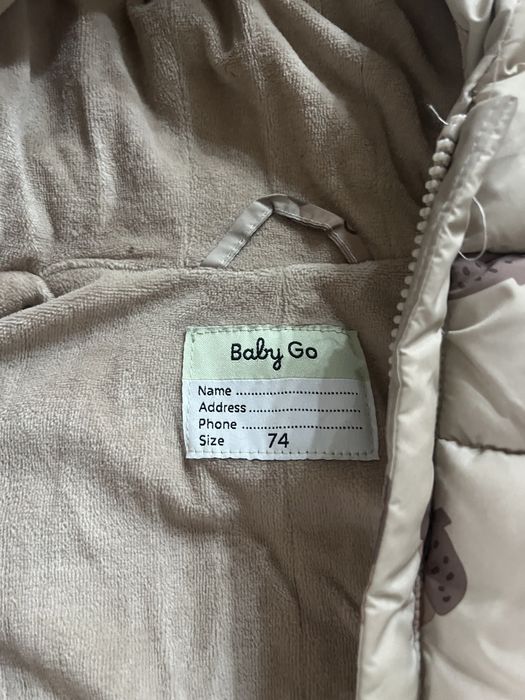 Baby Go
Name ................................
Address .............................
Phone ...............................
Size 74